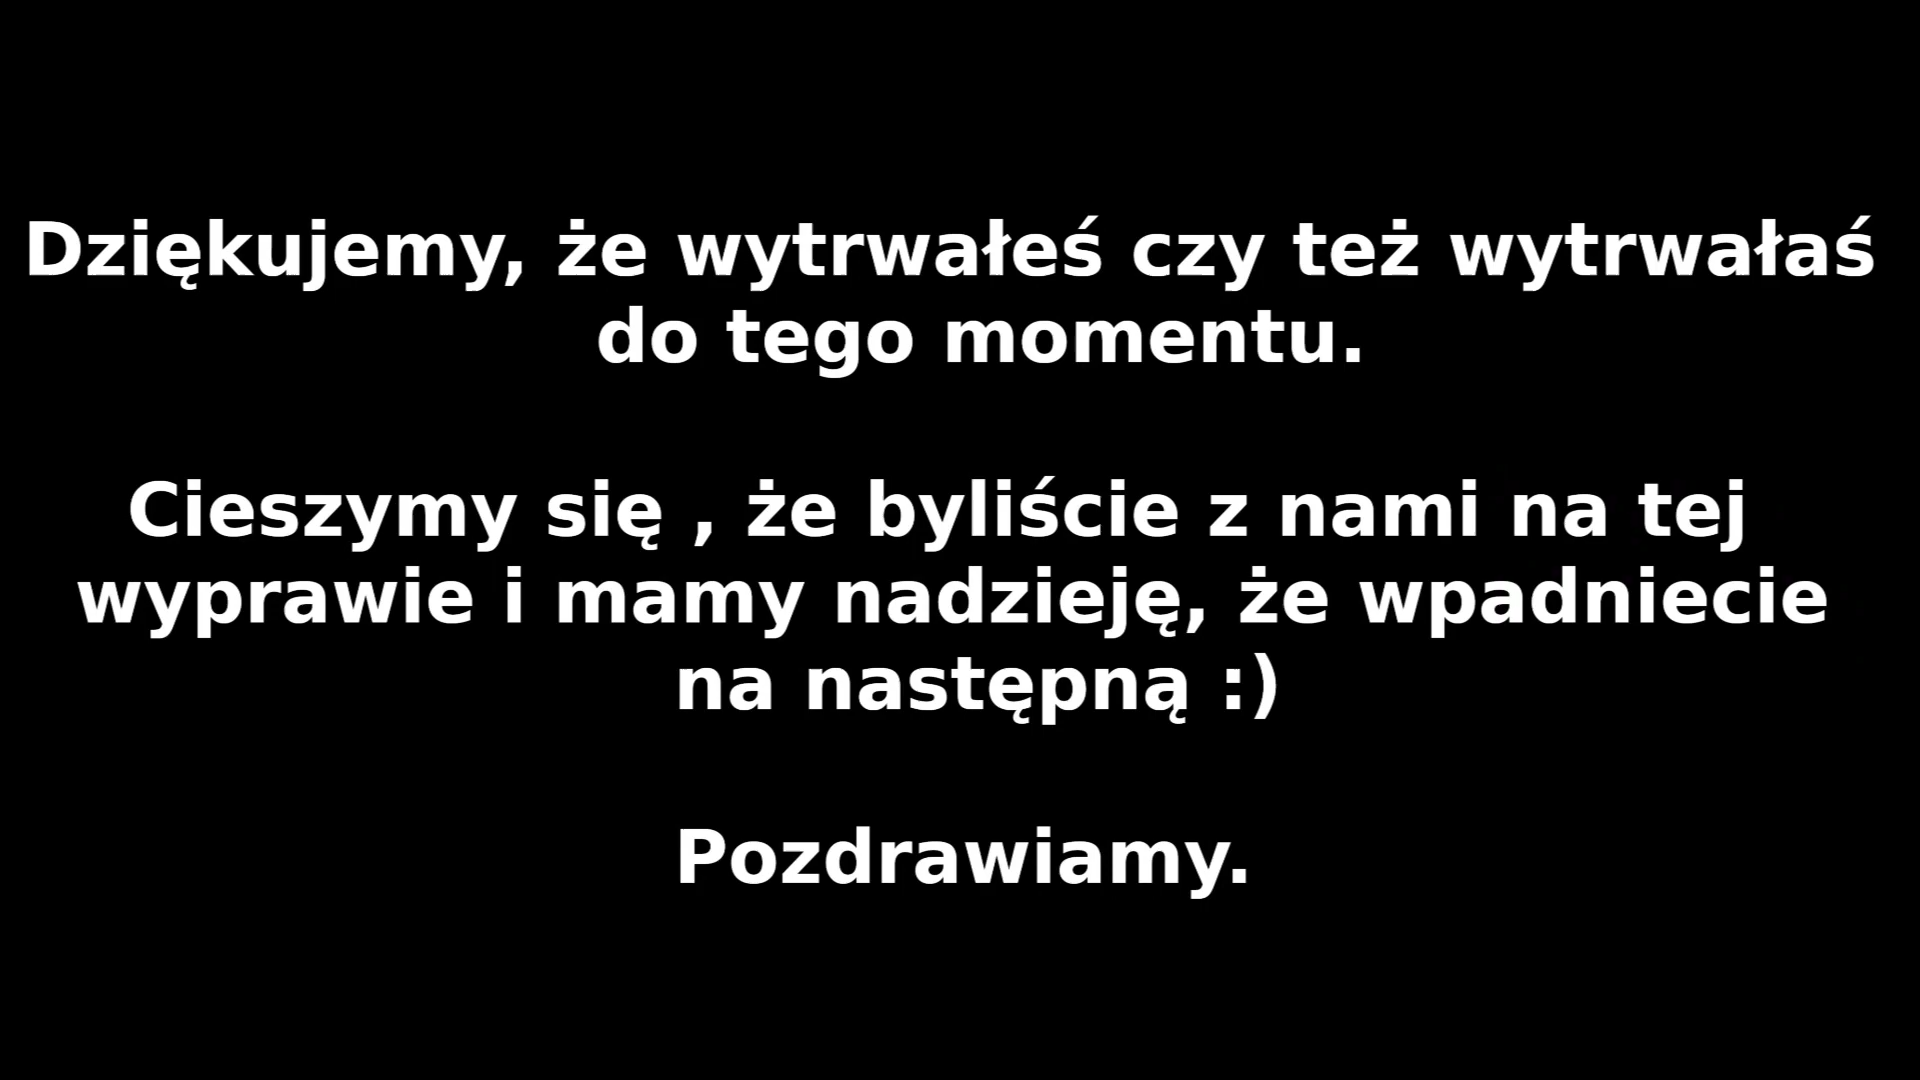 Dziękujemy, że wytrwałeś czy też wytrwałaś
do tego momentu.
Cieszymy się , że byliście z nami na tej
wyprawie i mamy nadzieję, że wpadniecie
na następną :)
Pozdrawiamy.